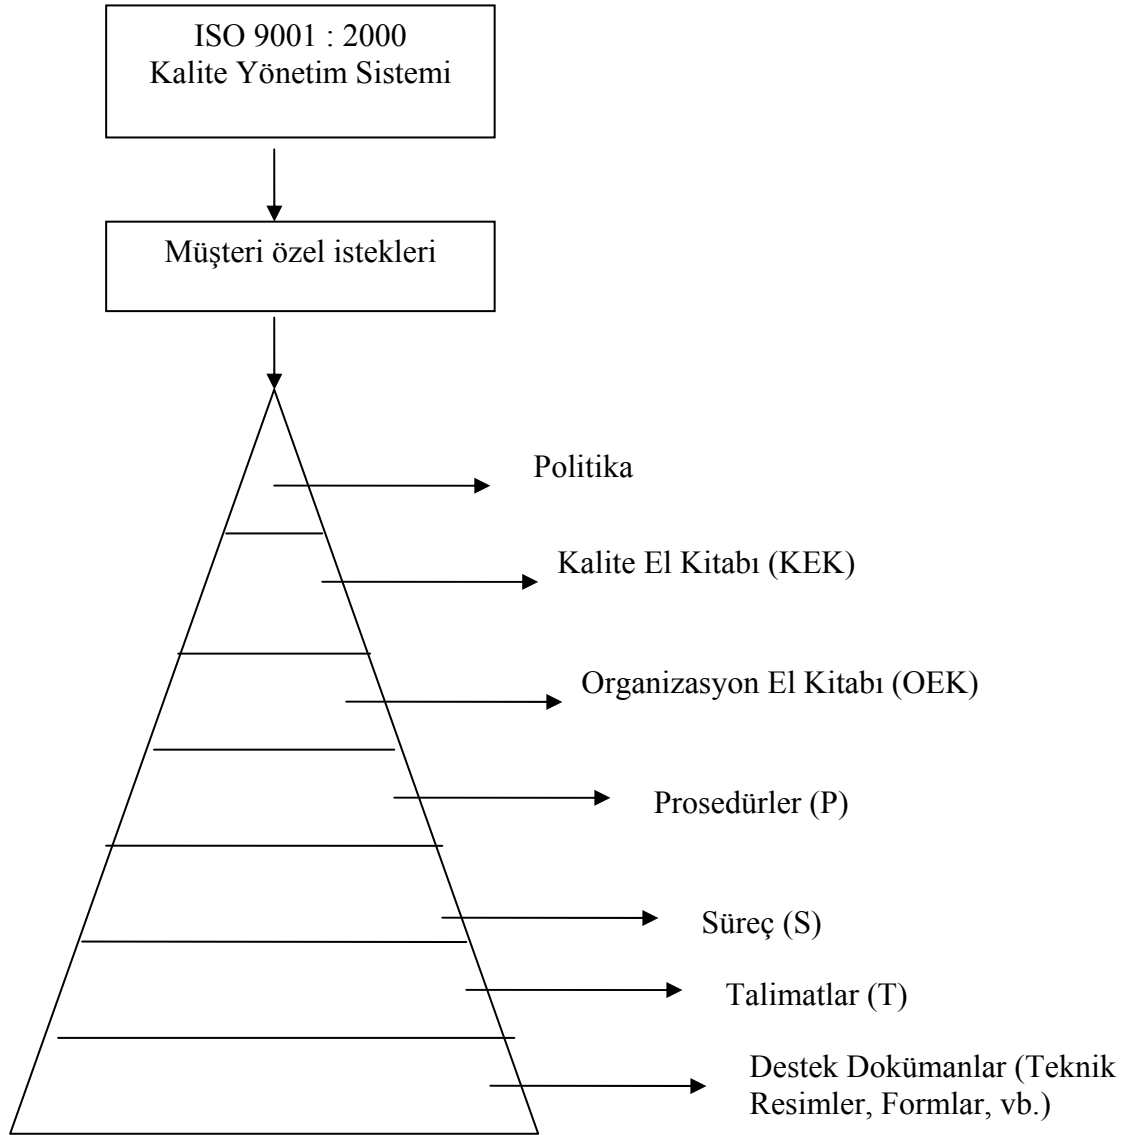 ISO 9001 : 2000
Kalite Yönetim Sistemi
Müşteri özel istekleri
Politika
Kalite El Kitabı (KEK)
Organizasyon El Kitabı (OEK)
Prosedürler (P)
Süreç (S)
Talimatlar (T)
Destek Dokümanlar (Teknik
Resimler, Formlar, vb.)